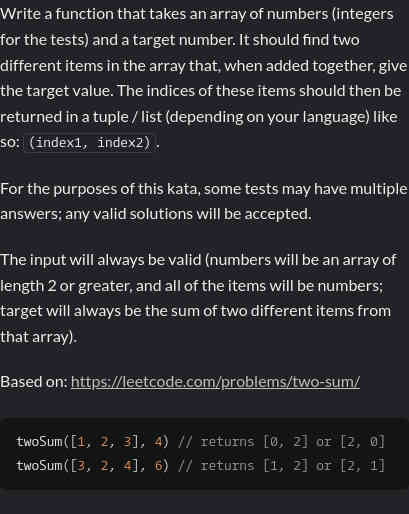 Write a function that takes an array of numbers (integers
for the tests) and a target number. It should find two
different items in the array that, when added together, give
the target value. The indices of these items should then be
returned in a tuple / list (depending on your language) like
so: (index1, index2).
For the purposes of this kata, some tests may have multiple
answers; any valid solutions will be accepted.
The input will always be valid (numbers will be an array of
length 2 or greater, and all of the items will be numbers;
target will always be the sum of two different items from
that array).
Based on: https://leetcode.com/problems/two-sum/
twoSum([1, 2, 3], 4) // returns [0, 2] or [2, 0]
twoSum([3, 2, 4], 6) // returns [1, 2] or [2, 1]